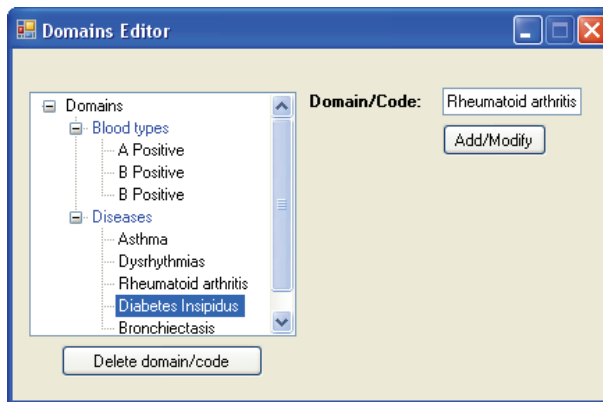 Domains Editor
Domains
Blood types
A Positive
B Positive
B Positive
Diseases
Asthma
Dysrhythmias
Rheumatoid arthritis
Diabetes Insipidus
Bronchiectasis
Delete domain/code
Domain/Code:
Rheumatoid arthritis
Add/Modify